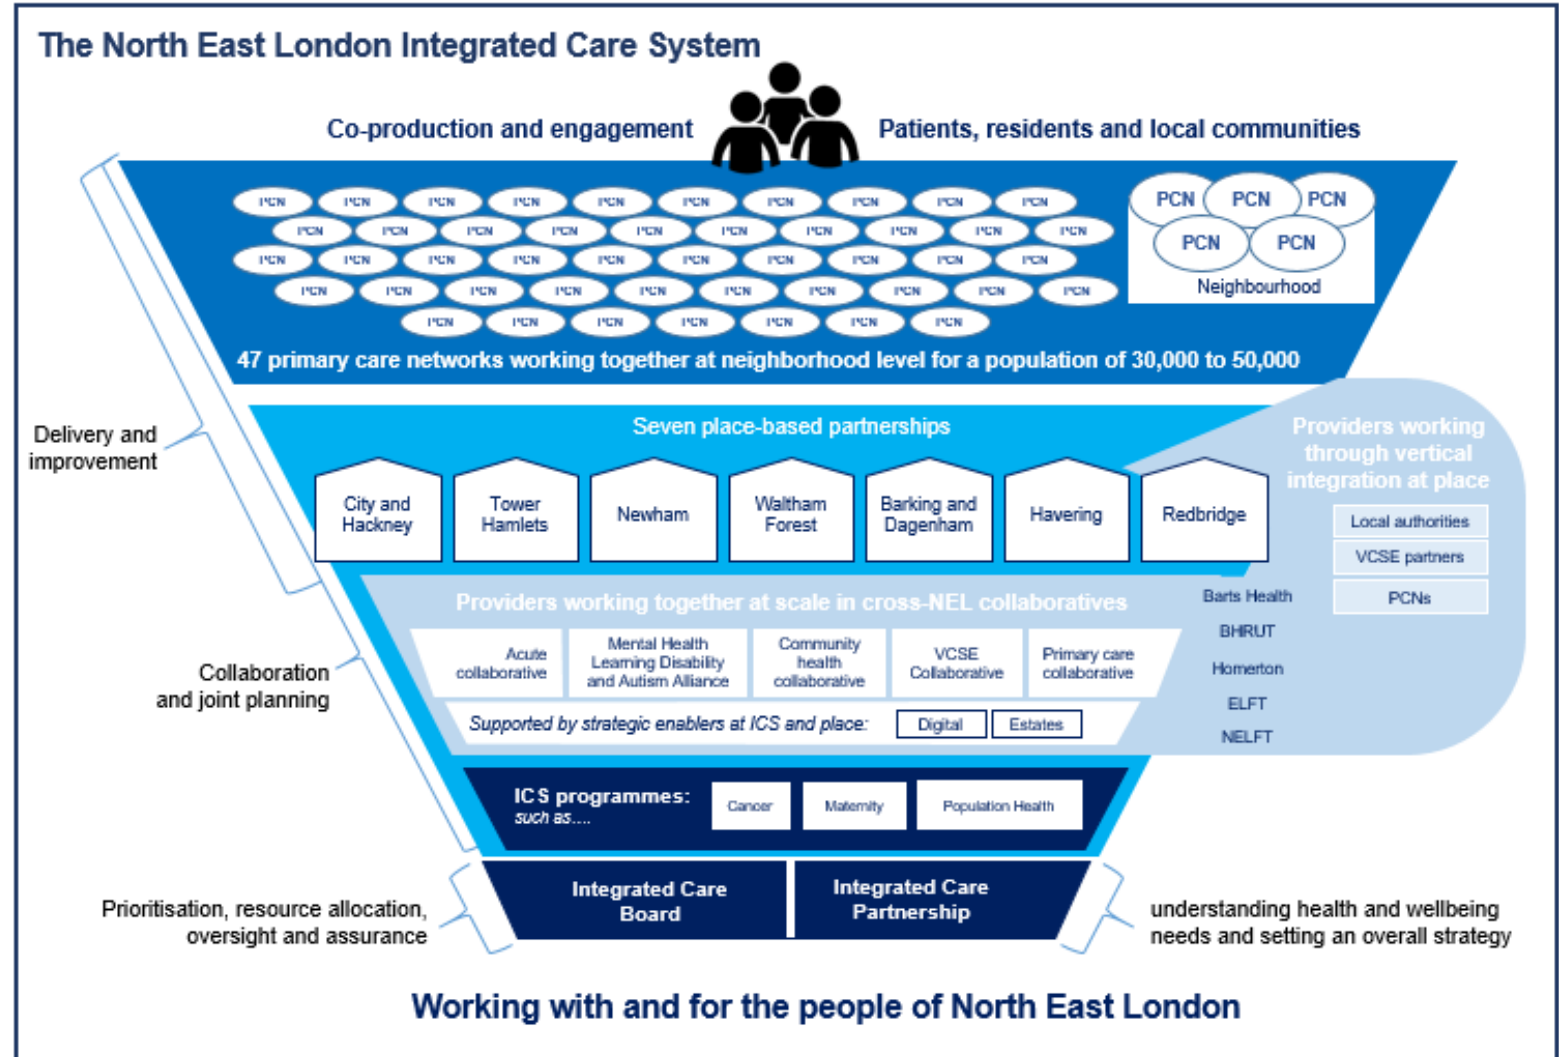 The North East London Integrated Care System
Co-production and engagement
Patients, residents and local communities
PCN PCN PCN PCN PCN PCN PCN PCN PCN PCN
PCN PCN PCN PCN PCN PCN PCN PCN PCN PCN
PCN PCN PCN PCN PCN PCN PCN PCN PCN PCN
PCN PCN PCN PCN PCN PCN PCN PCN PCN PCN
PCN PCN PCN PCN PCN PCN PCN
PCN PCN PCN
PCN PCN
Neighbourhood
47 primary care networks working together at neighborhood level for a population of 30,000 to 50,000
Delivery and
improvement
Seven place-based partnerships
City and
Hackney
Tower
Hamlets
Newham
Waltham
Forest
Barking and
Dagenham
Havering
Redbridge
Providers working
through vertical
integration at place
Local authorities
VCSE partners
PCNs
Barts Health
BHRUT
Homerton
ELFT
NELFT
Collaboration
and joint planning
Providers working together at scale in cross-NEL collaboratives
Acute
collaborative
Mental Health
Learning Disability
and Autism Alliance
Community
health
collaborative
VCSE
Collaborative
Primary care
collaborative
Supported by strategic enablers at ICS and place:
Digital
Estates
ICS programmes:
such as....
Cancer
Maternity
Population Health
Prioritisation, resource allocation,
oversight and assurance
Integrated Care
Board
Integrated Care
Partnership
understanding health and wellbeing
needs and setting an overall strategy
Working with and for the people of North East London